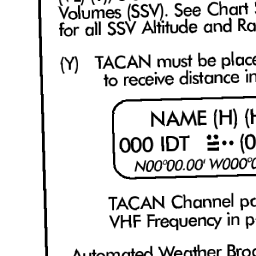 Volumes (SSV). See Chart
for all SSV Altitude and Ra
(Y) TACAN must be place
to receive distance in
NAME (H) (
000 IDT (0
N00°00.00' W000°0
TACAN Channel pa
VHF Frequency in p
Automated Weather Broa